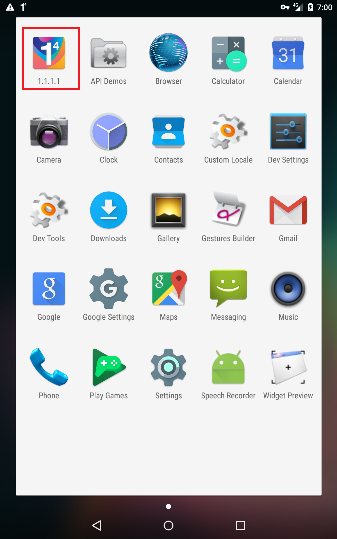 7:00
1 4
1.1.1.1
API Demos
Browser
Calculator
31
Calendar
Camera
Clock
Contacts
Custom Locale
Dev Settings
Dev Tools
Downloads
Gallery
Gestures Builder
Gmail
g
Google
G
Google Settings
g
Maps
Messaging
Music
Phone
Play Games
Settings
Speech Recorder
Widget Preview